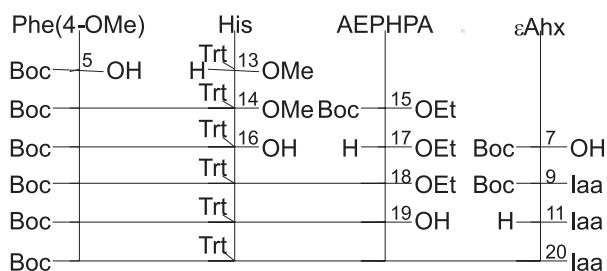 Phe(4-OMe) His AEPHPA εAhx
Boc 5 OH H Trt 13 OMe
Boc Trt 14 OMe Boc 15 OEt
Boc Trt 16 OH H 17 OEt Boc 7 OH
Boc Trt 18 OEt Boc 9 Iaa
Boc Trt 19 OH H 11 Iaa
Boc Trt 20 Iaa